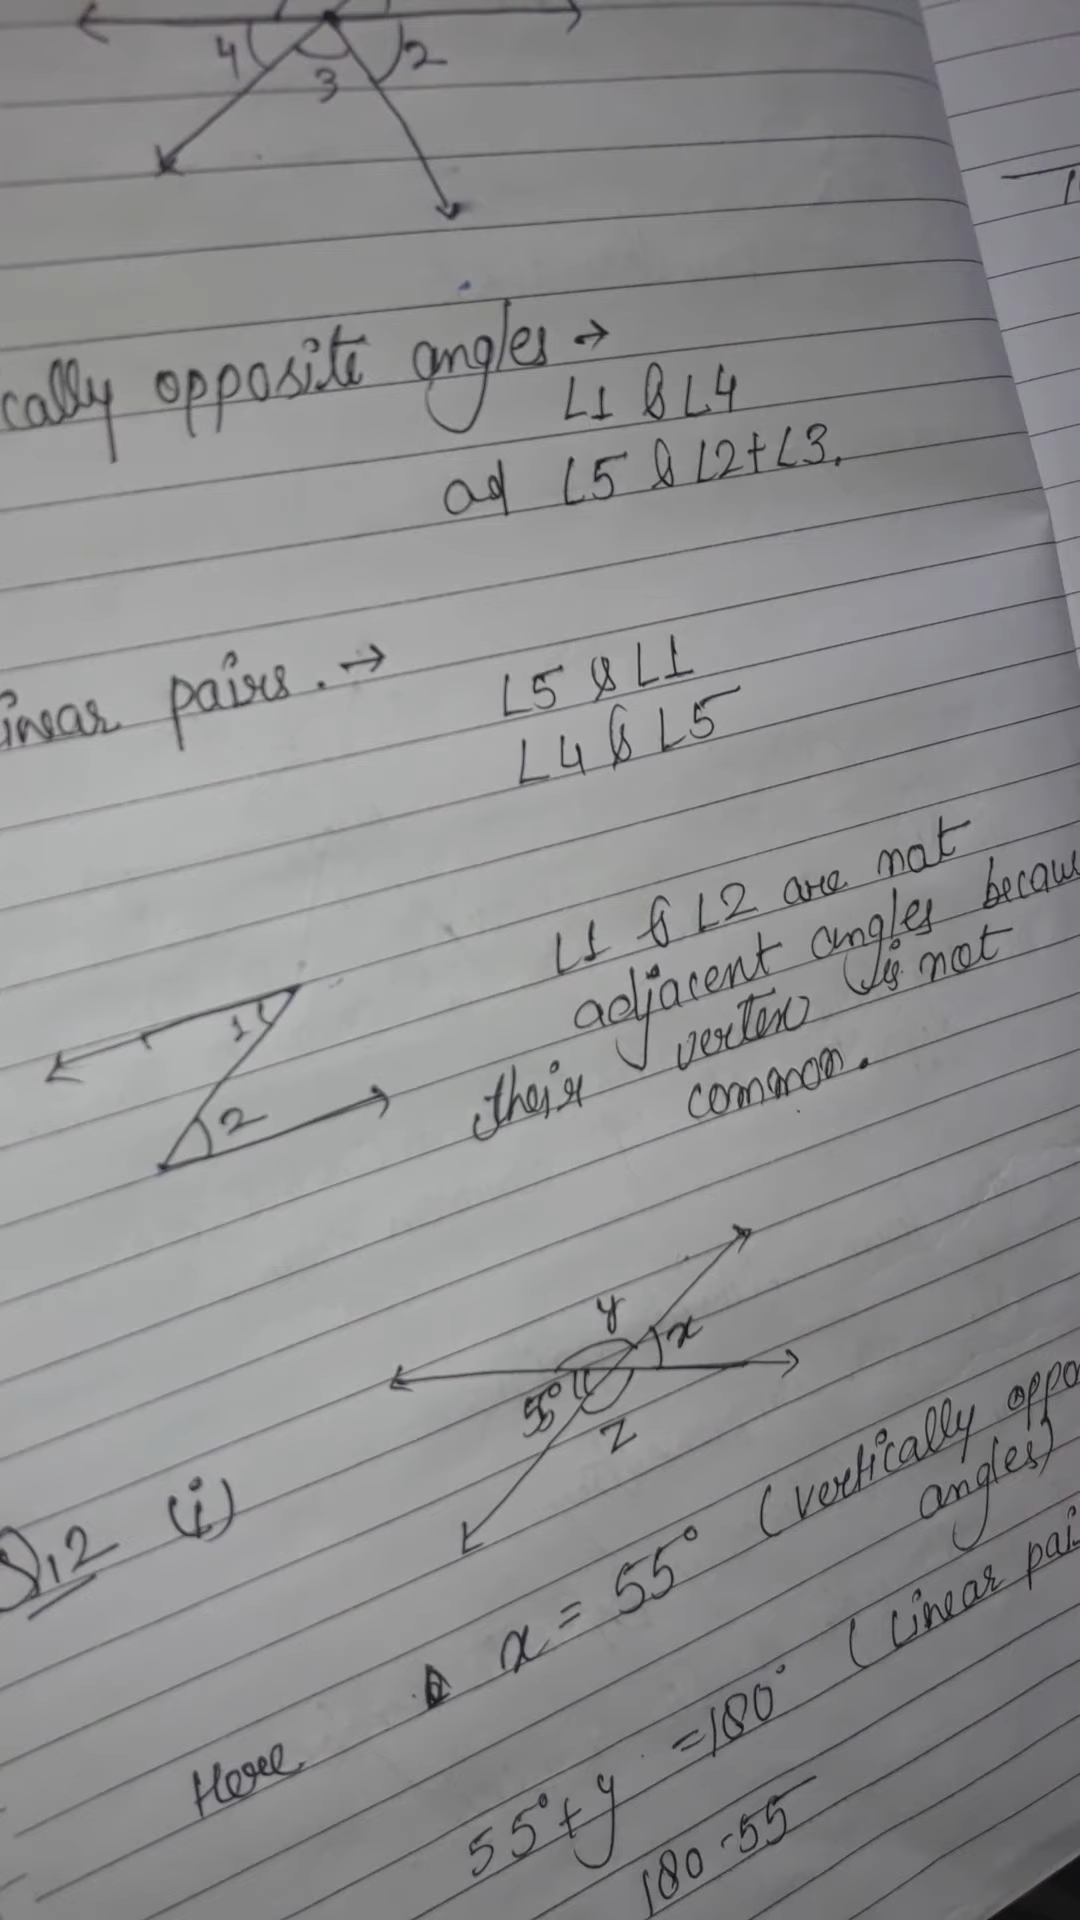 4
3
2
cally opposite angles →
∠1 & ∠4
ad ∠5 & ∠2+∠3.
inear pairs. →
∠5 & ∠1
∠4 & ∠5
∠1 & ∠2 are nat
adjacent angles becau
their vertex is not
common.
1
2
y
x
55°
z
Q.12 (i)
Here x = 55° (vertically oppo
angles)
55°+y =180° (Linear pai
180-55